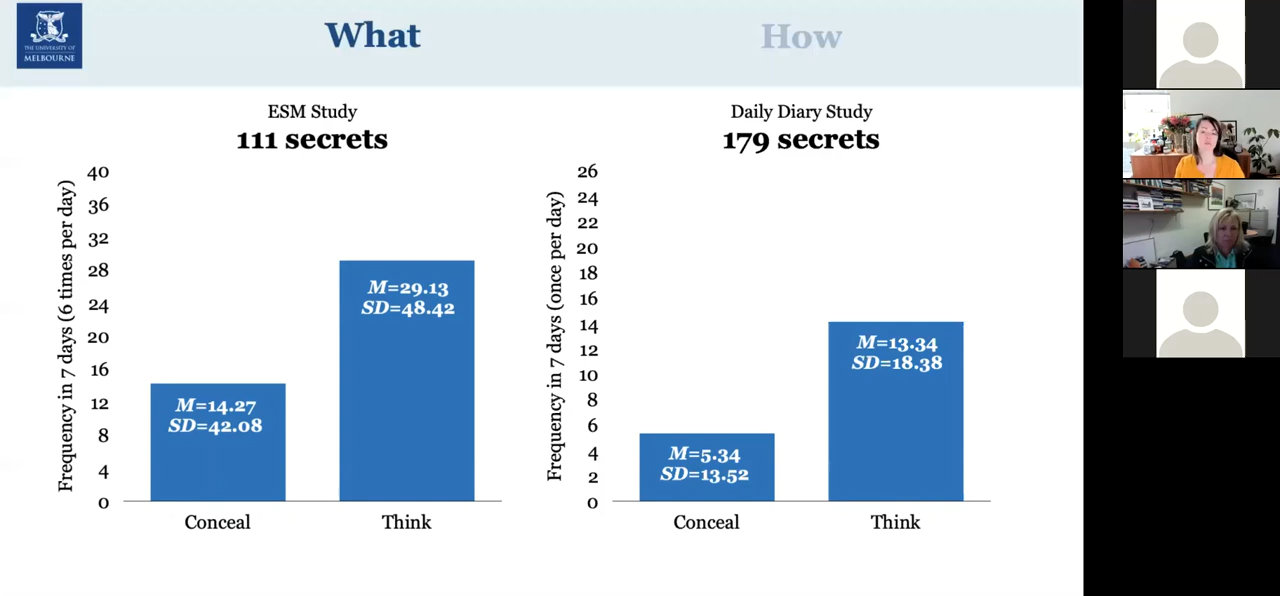 THE UNIVERSITY OF
MELBOURNE
What
How
ESM Study
111 secrets
Frequency in 7 days (6 times per day)
40
36
32
28
24
20
16
12
8
4
0
M=14.27
SD=42.08
M=29.13
SD=48.42
Conceal
Think
Daily Diary Study
179 secrets
Frequency in 7 days (once per day)
26
24
22
20
18
16
14
12
10
8
6
4
2
0
M=5.34
SD=13.52
M=13.34
SD=18.38
Conceal
Think